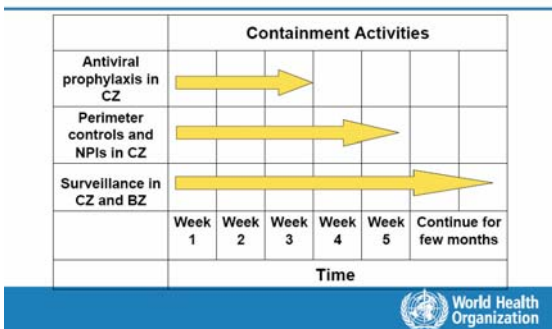 Containment Activities
Antiviral
prophylaxis in
CZ
Perimeter
controls and
NPIs in CZ
Surveillance in
CZ and BZ
Week
1
Week
2
Week
3
Week
4
Week
5
Continue for
few months
Time
World Health
Organization